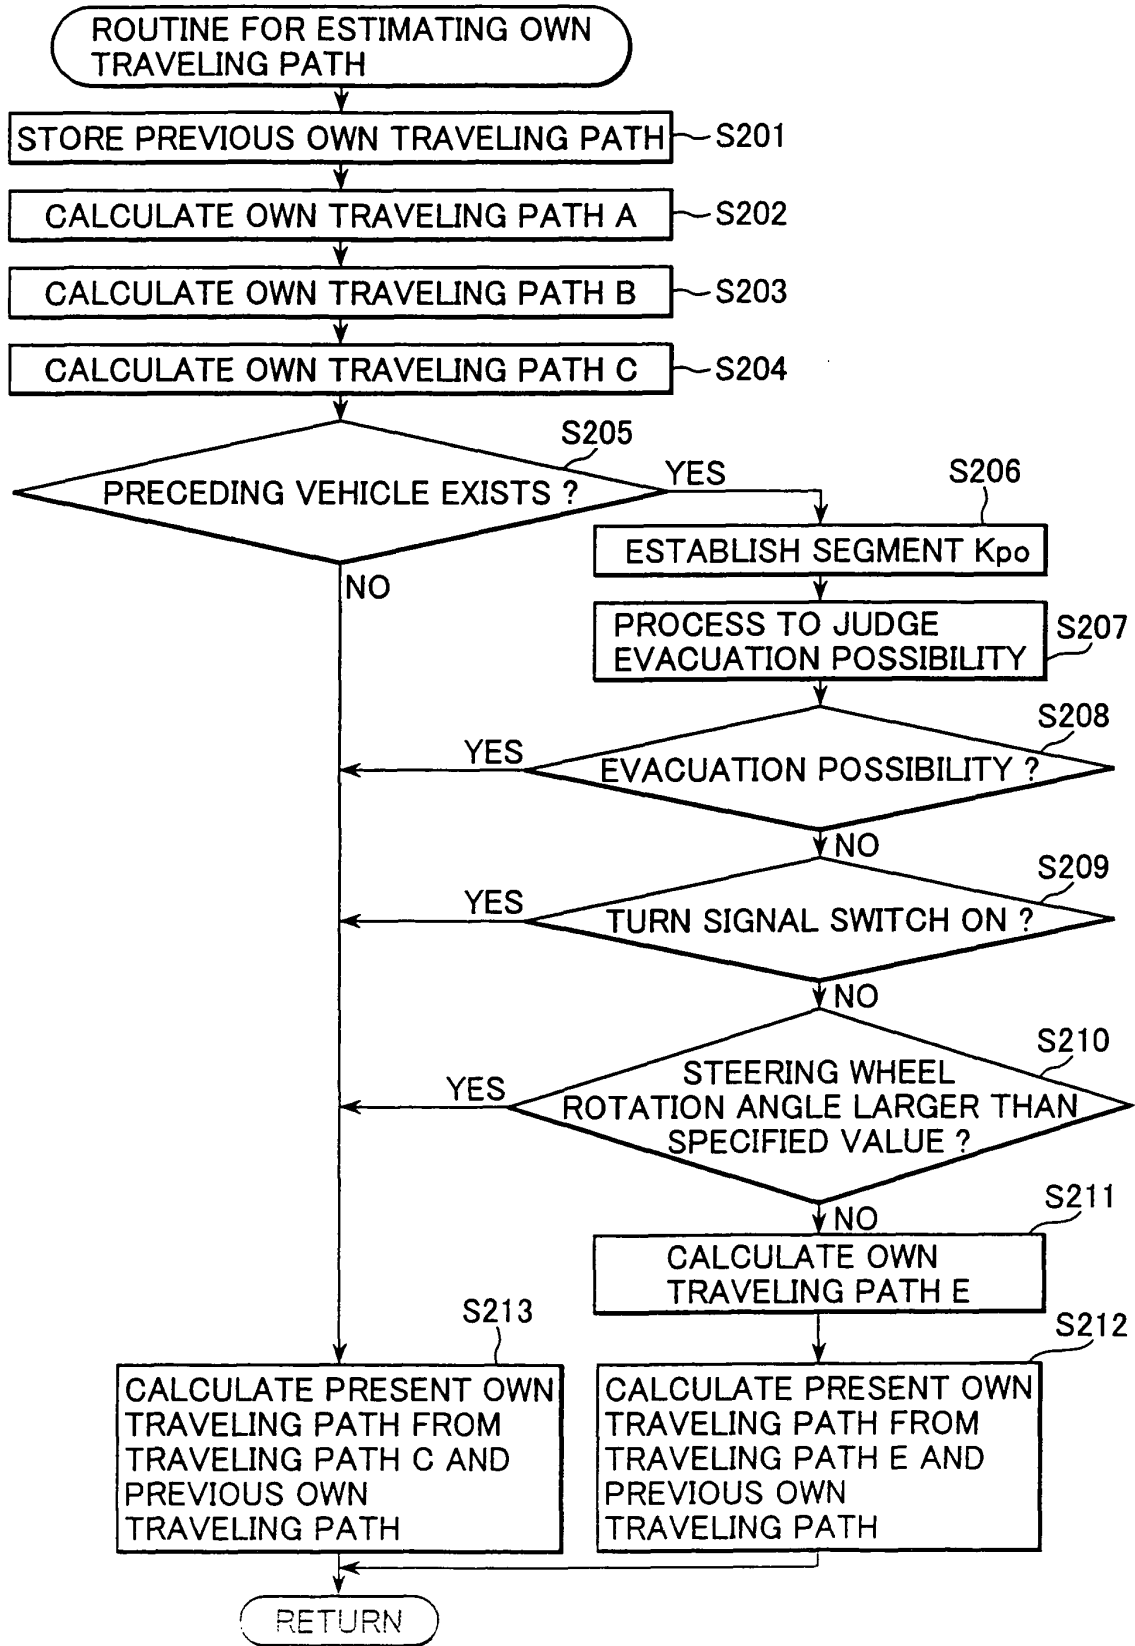 ROUTINE FOR ESTIMATING OWN
TRAVELING PATH
STORE PREVIOUS OWN TRAVELING PATH
S201
CALCULATE OWN TRAVELING PATH A
S202
CALCULATE OWN TRAVELING PATH B
S203
CALCULATE OWN TRAVELING PATH C
S204
S205
PRECEDING VEHICLE EXISTS ?
YES
NO
S206
ESTABLISH SEGMENT Kpo
PROCESS TO JUDGE
EVACUATION POSSIBILITY
S207
S208
EVACUATION POSSIBILITY ?
YES
NO
S209
TURN SIGNAL SWITCH ON ?
YES
NO
S210
STEERING WHEEL
ROTATION ANGLE LARGER THAN
SPECIFIED VALUE ?
YES
NO
S211
CALCULATE OWN
TRAVELING PATH E
S213
CALCULATE PRESENT OWN
TRAVELING PATH FROM
TRAVELING PATH C AND
PREVIOUS OWN
TRAVELING PATH
S212
CALCULATE PRESENT OWN
TRAVELING PATH FROM
TRAVELING PATH E AND
PREVIOUS OWN
TRAVELING PATH
RETURN